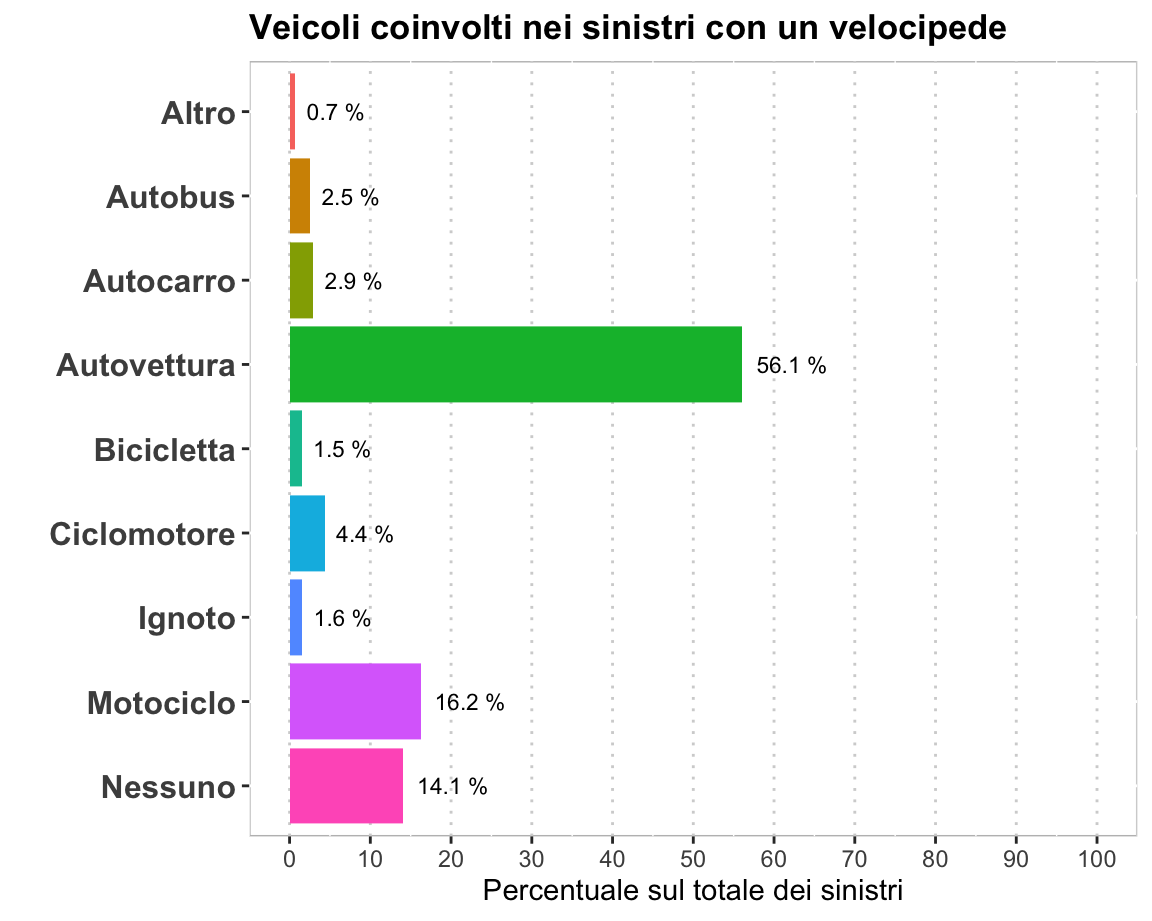 Veicoli coinvolti nei sinistri con un velocipede
Altro 0.7 %
Autobus 2.5 %
Autocarro 2.9 %
Autovettura 56.1 %
Bicicletta 1.5 %
Ciclomotore 4.4 %
Ignoto 1.6 %
Motociclo 16.2 %
Nessuno 14.1 %
0 10 20 30 40 50 60 70 80 90 100
Percentuale sul totale dei sinistri